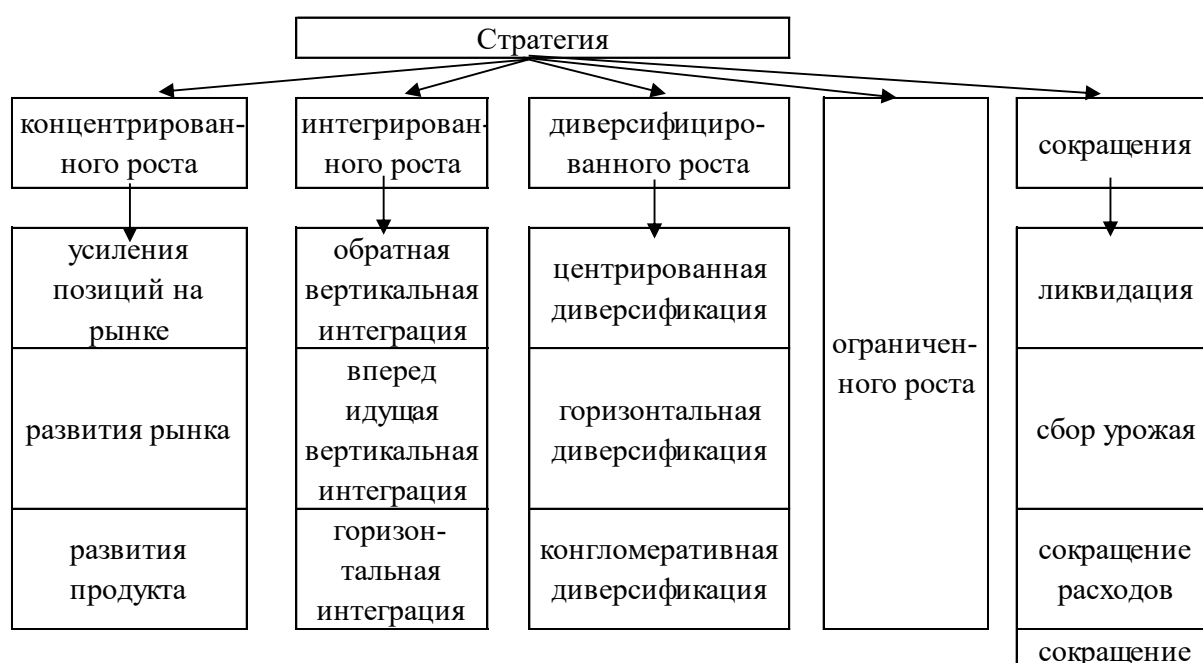 Стратегия
концентрирован-
ного роста
интегрирован-
ного роста
диверсифициро-
ванного роста
сокращения
усиления
позиций на
рынке
обратная
вертикальная
интеграция
центрированная
диверсификация
ликвидация
ограничен-
ного роста
развития рынка
вперед
идущая
вертикальная
интеграция
горизонтальная
диверсификация
сбор урожая
развития
продукта
горизон-
тальная
интеграция
конгломеративная
диверсификация
сокращение
расходов
сокращение